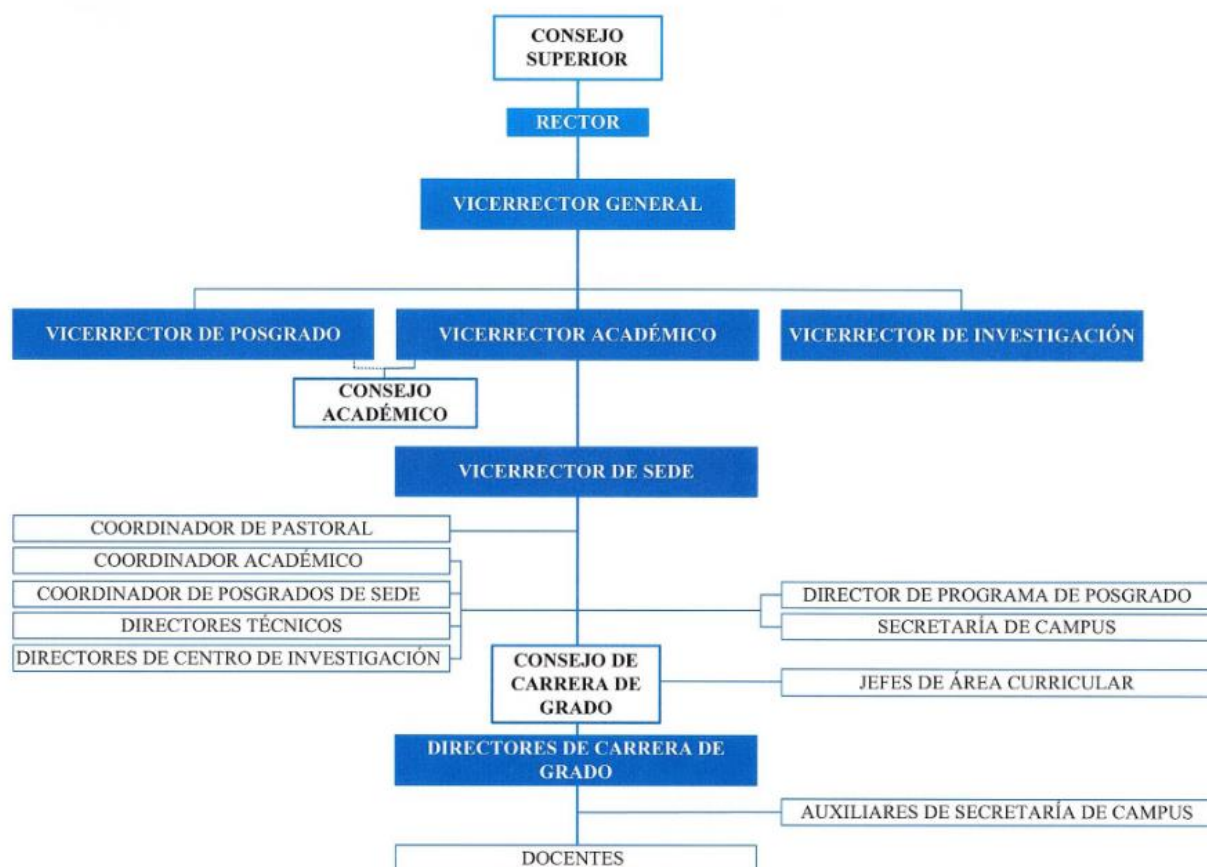 CONSEJO
SUPERIOR
RECTOR
VICERRECTOR GENERAL
VICERRECTOR DE POSGRADO
VICERRECTOR ACADÉMICO
VICERRECTOR DE INVESTIGACIÓN
CONSEJO
ACADÉMICO
VICERRECTOR DE SEDE
COORDINADOR DE PASTORAL
COORDINADOR ACADÉMICO
COORDINADOR DE POSGRADOS DE SEDE
DIRECTORES TÉCNICOS
DIRECTORES DE CENTRO DE INVESTIGACIÓN
DIRECTOR DE PROGRAMA DE POSGRADO
SECRETARÍA DE CAMPUS
CONSEJO DE
CARRERA DE
GRADO
JEFES DE ÁREA CURRICULAR
DIRECTORES DE CARRERA DE
GRADO
AUXILIARES DE SECRETARÍA DE CAMPUS
DOCENTES